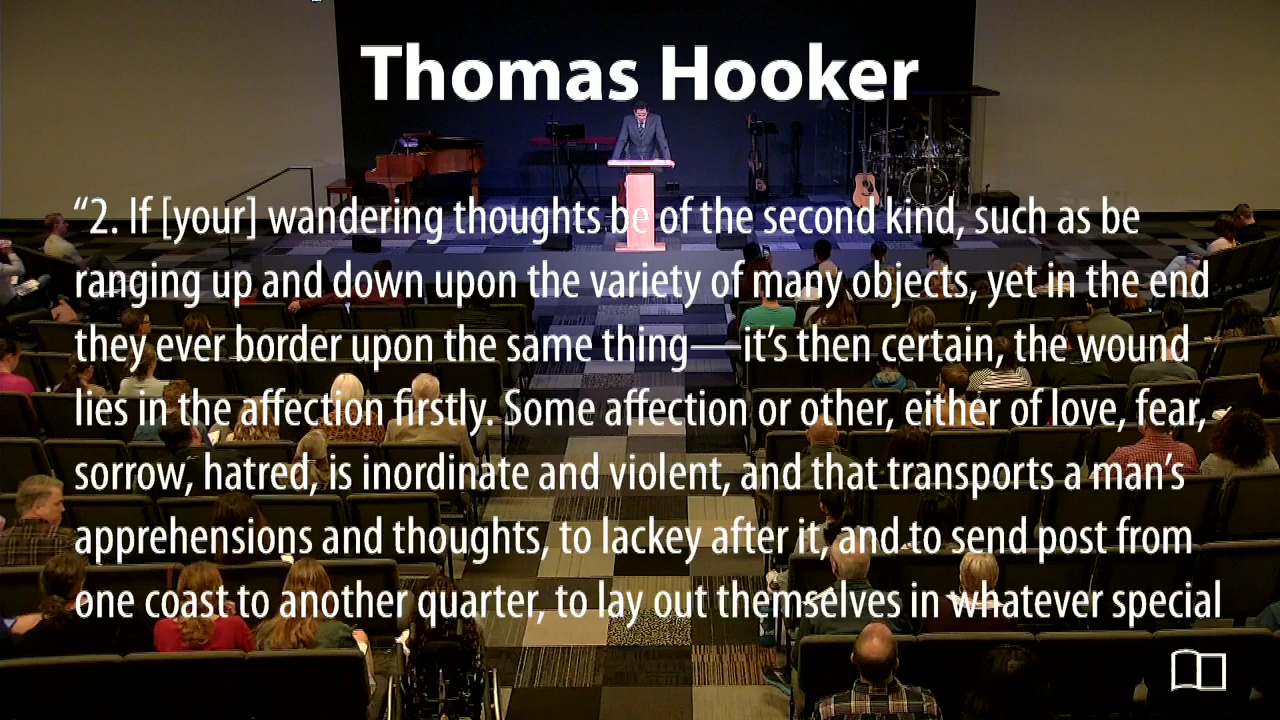 Thomas Hooker
“2. If [your] wandering thoughts be of the second kind, such as be
ranging up and down upon the variety of many objects, yet in the end
they ever border upon the same thing—it’s then certain, the wound
lies in the affection firstly. Some affection or other, either of love, fear,
sorrow, hatred, is inordinate and violent, and that transports a man’s
apprehensions and thoughts, to lackey after it, and to send post from
one coast to another quarter, to lay out themselves in whatever special